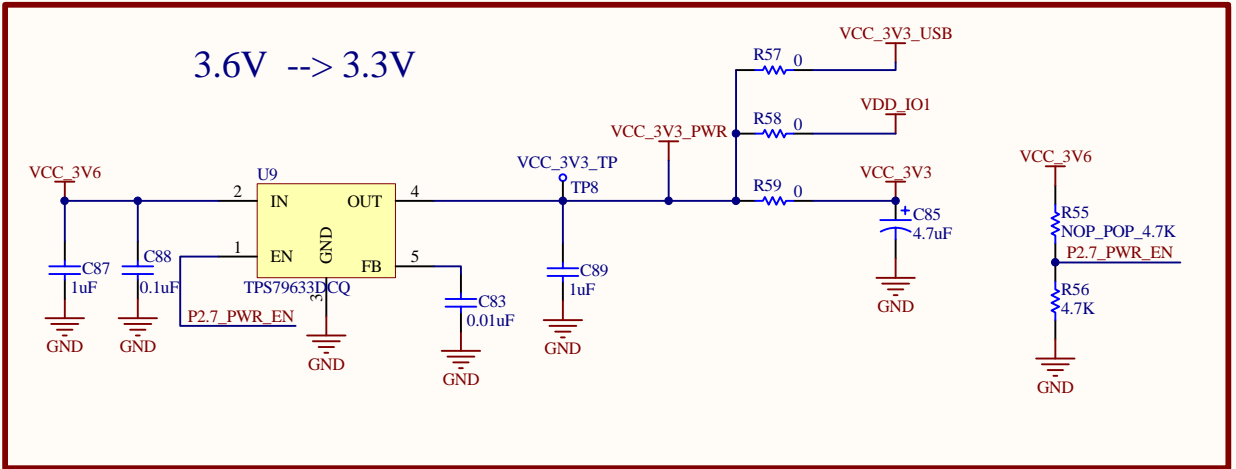 3.6V --> 3.3V
VCC_3V3_USB
R57 0
VDD_IO1
R58 0
VCC_3V3_PWR
VCC_3V3_TP
TP8
VCC_3V3
R59 0
C85
4.7uF
GND
VCC_3V6
U9
2 IN OUT 4
1 EN GND FB 5
3
TPS79633DCQ
C87
1uF
GND
C88
0.1uF
GND
P2.7_PWR_EN
GND
C83
0.01uF
GND
C89
1uF
GND
VCC_3V6
R55
NOP_POP_4.7K
P2.7_PWR_EN
R56
4.7K
GND